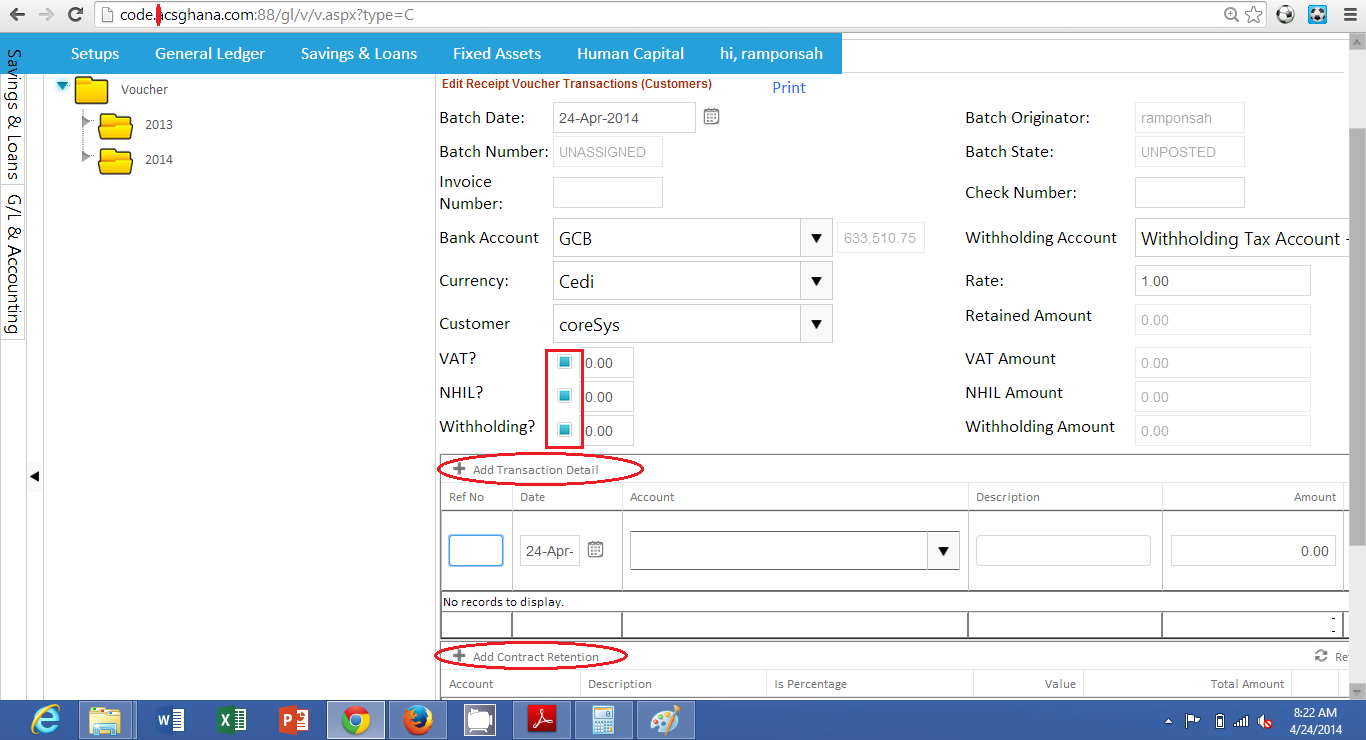 code.acsghana.com:88/gl/v/v.aspx?type=C
Setups General Ledger Savings & Loans Fixed Assets Human Capital hi, ramponsah
Savings & Loans
G/L & Accounting
Voucher
2013
2014
Edit Receipt Voucher Transactions (Customers) Print
Batch Date: 24-Apr-2014 Batch Originator: ramponsah
Batch Number: UNASSIGNED Batch State: UNPOSTED
Invoice
Number: Check Number:
Bank Account GCB 633,510.75 Withholding Account Withholding Tax Account -
Currency: Cedi Rate: 1.00
Customer coreSys Retained Amount 0.00
VAT? 0.00 VAT Amount 0.00
NHIL? 0.00 NHIL Amount 0.00
Withholding? 0.00 Withholding Amount 0.00
Add Transaction Detail
Ref No Date Account Description Amount
24-Apr- 0.00
No records to display.
-
-
Add Contract Retention Re
Account Description Is Percentage Value Total Amount
8:22 AM
4/24/2014